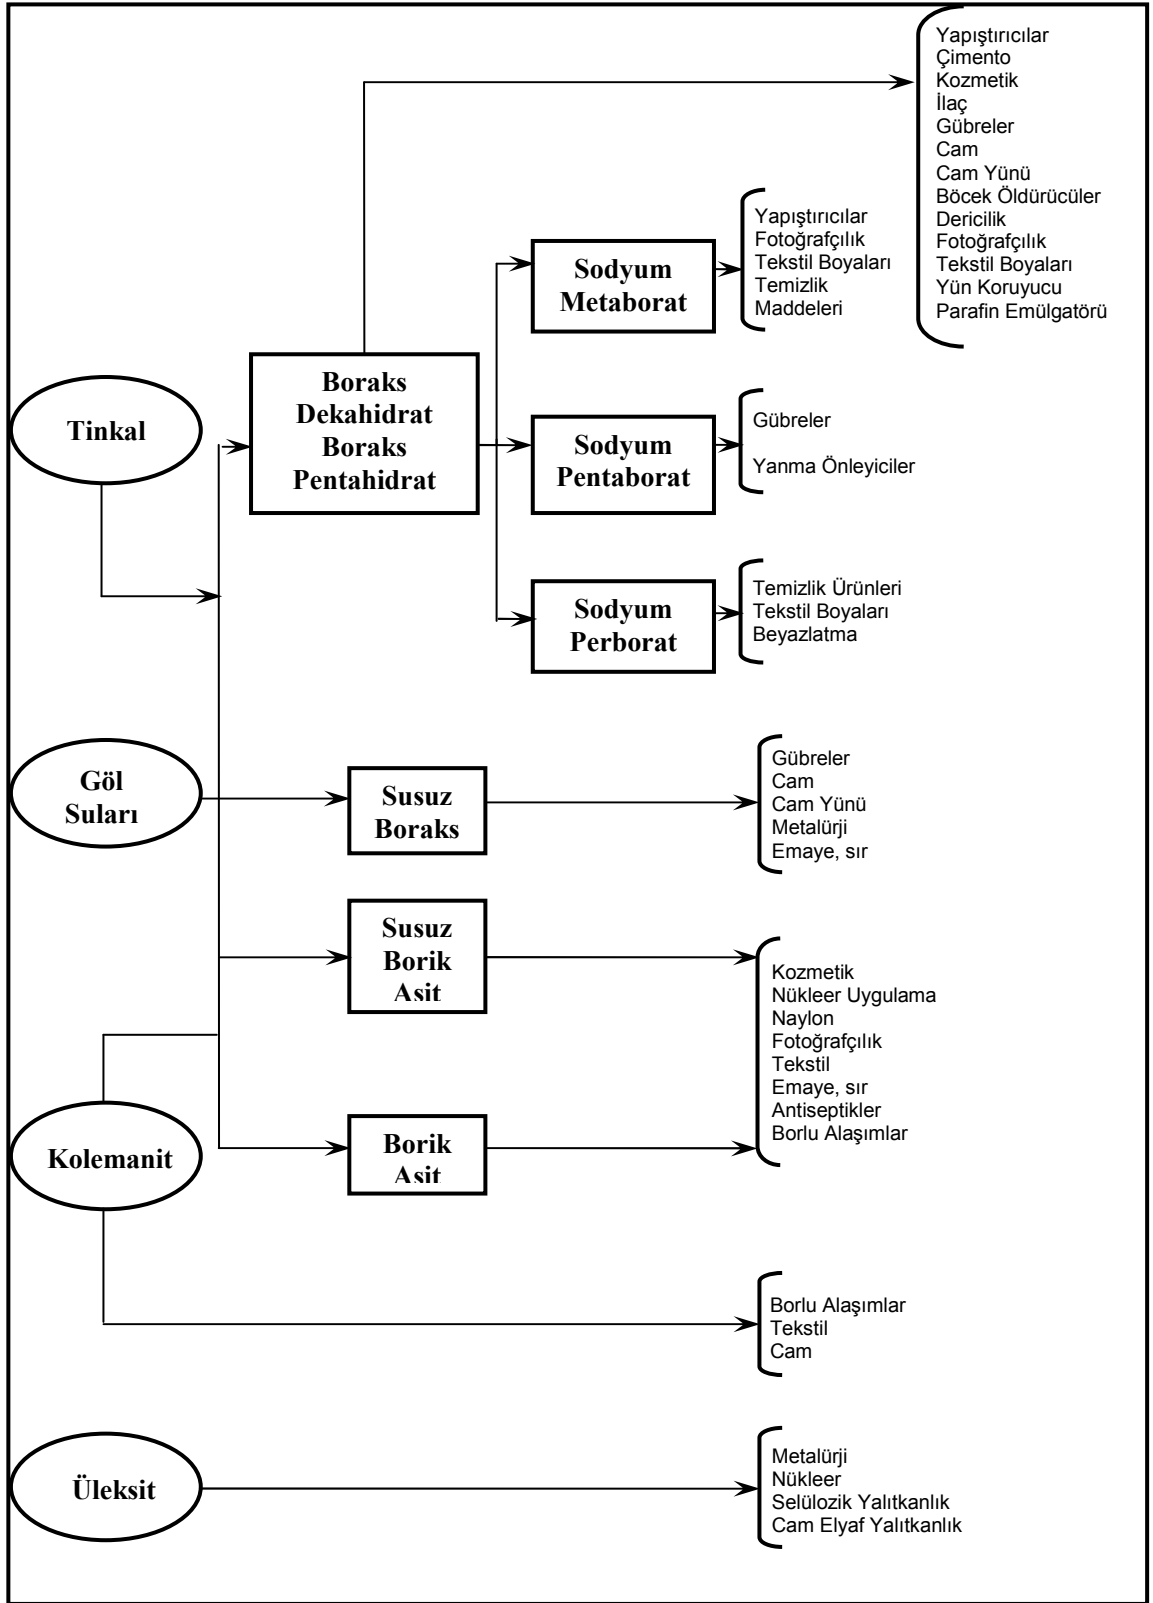 Yapıştırıcılar
Çimento
Kozmetik
İlaç
Gübreler
Cam
Cam Yünü
Böcek Öldürücüler
Dericilik
Fotoğrafçılık
Tekstil Boyaları
Yün Koruyucu
Parafin Emülgatörü
Yapıştırıcılar
Fotoğrafçılık
Tekstil Boyaları
Temizlik
Maddeleri
Sodyum
Metaborat
Boraks
Dekahidrat
Boraks
Pentahidrat
Tinkal
Sodyum
Pentaborat
Gübreler
Yanma Önleyiciler
Sodyum
Perborat
Temizlik Ürünleri
Tekstil Boyaları
Beyazlatma
Göl
Suları
Susuz
Boraks
Gübreler
Cam
Cam Yünü
Metalürji
Emaye, sır
Susuz
Borik
Asit
Kozmetik
Nükleer Uygulama
Naylon
Fotoğrafçılık
Tekstil
Emaye, sır
Antiseptikler
Borlu Alaşımlar
Kolemanit
Borik
Asit
Borlu Alaşımlar
Tekstil
Cam
Üleksit
Metalürji
Nükleer
Selülozik Yalıtkanlık
Cam Elyaf Yalıtkanlık